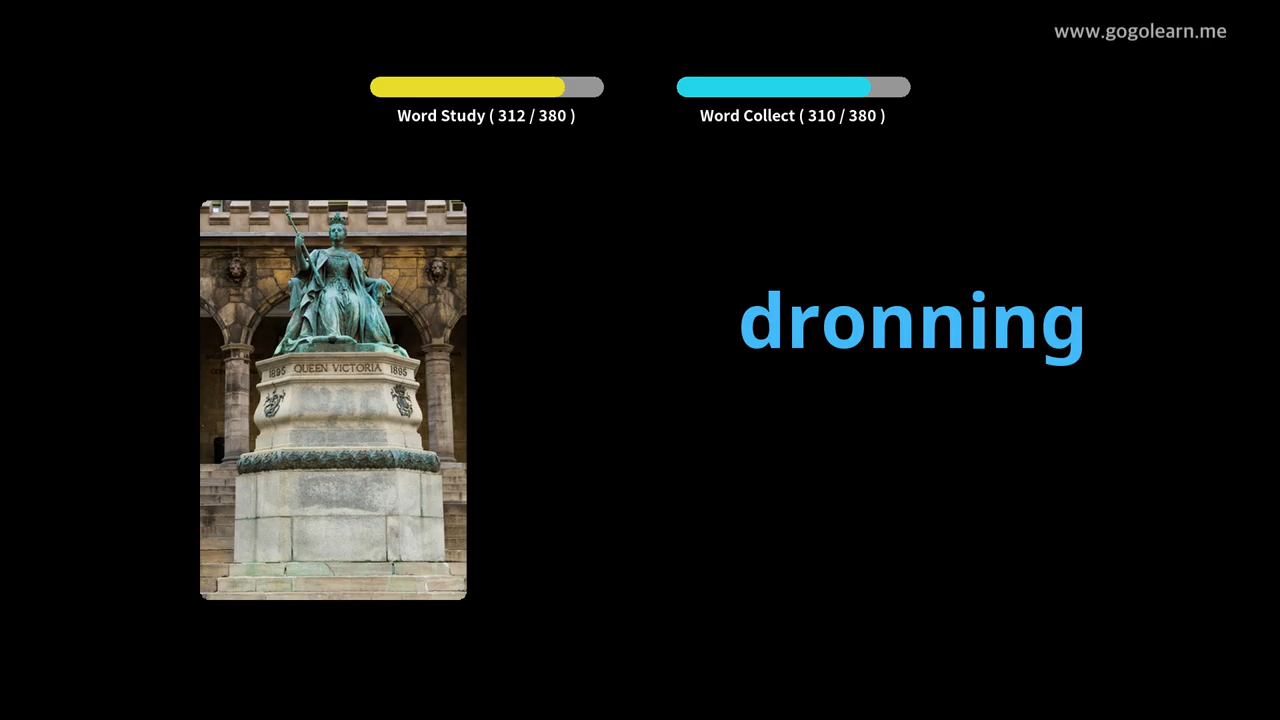 www.gogolearn.me
Word Study ( 312 / 380 )
Word Collect ( 310 / 380 )
dronning
1895 QUEEN VICTORIA 1895